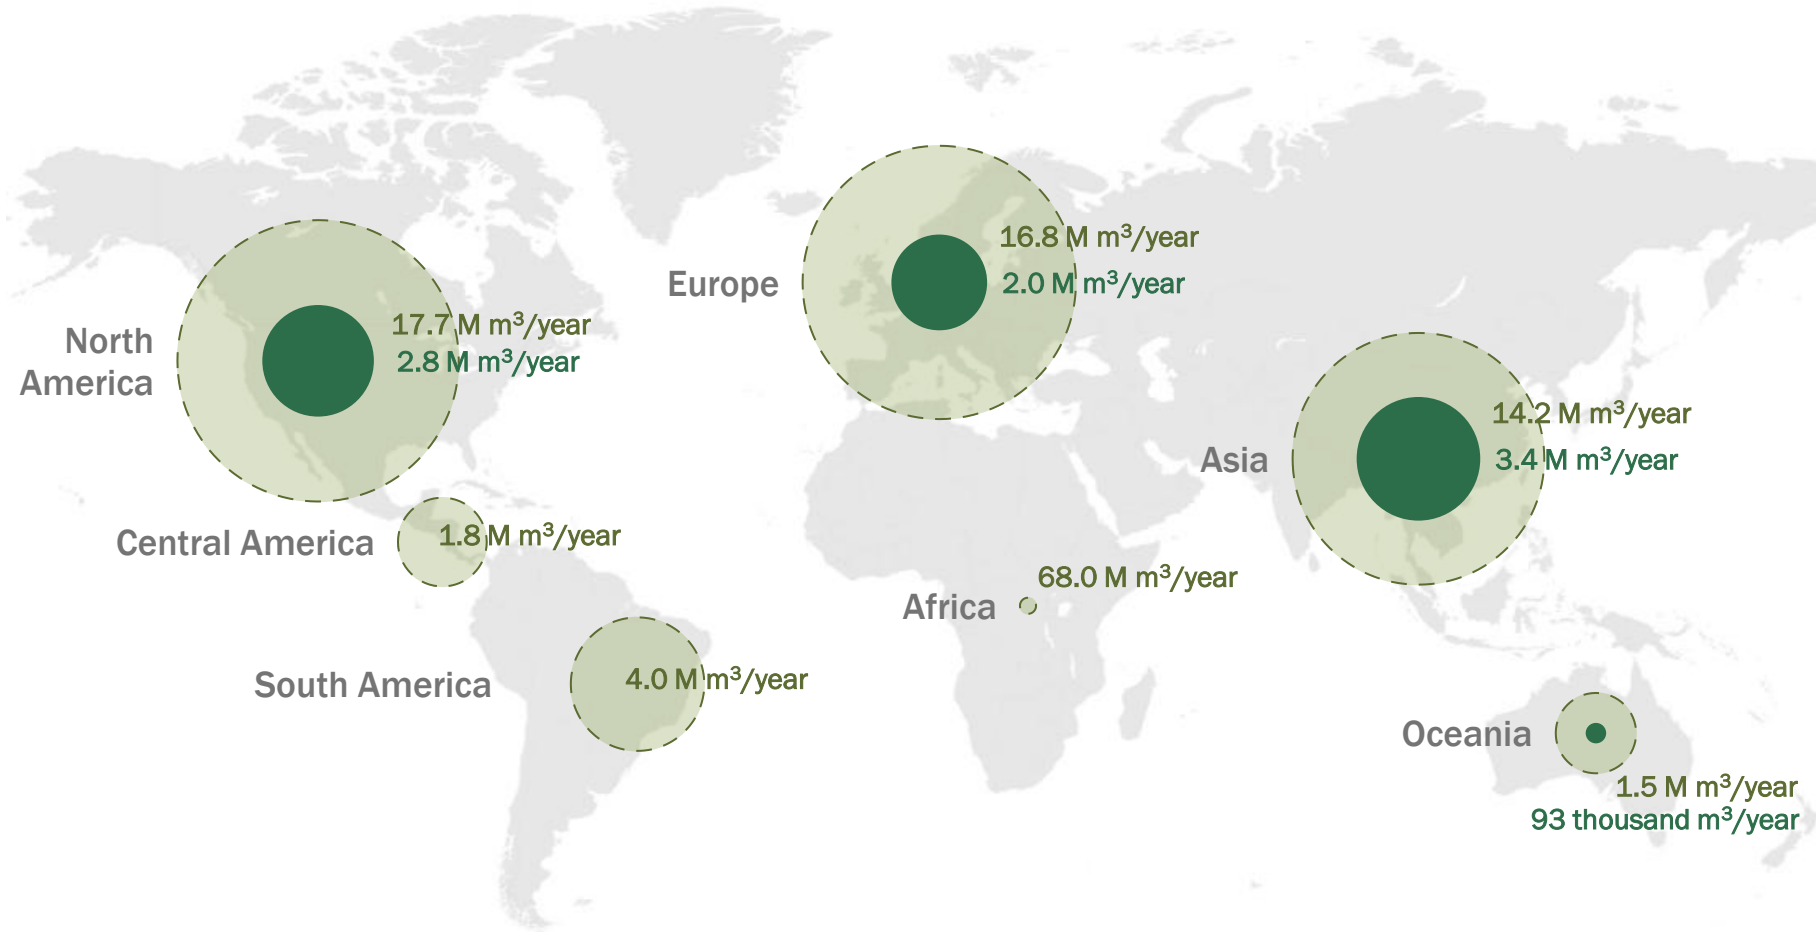 Europe
16.8 M m³/year
2.0 M m³/year
North
America
17.7 M m³/year
2.8 M m³/year
Asia
14.2 M m³/year
3.4 M m³/year
Central America
1.8 M m³/year
Africa
68.0 M m³/year
South America
4.0 M m³/year
Oceania
1.5 M m³/year
93 thousand m³/year